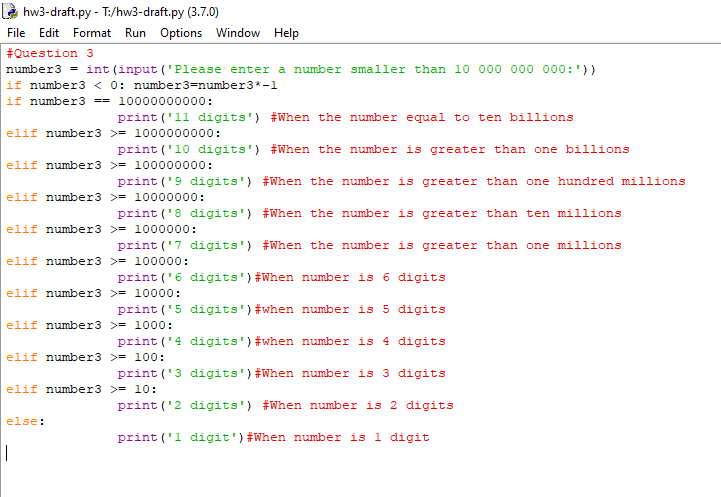 hw3-draft.py - T:/hw3-draft.py (3.7.0)
File Edit Format Run Options Window Help
#Question 3
number3 = int(input('Please enter a number smaller than 10 000 000 000:'))
if number3 < 0: number3=number3*-1
if number3 == 10000000000:
print('11 digits') #When the number equal to ten billions
elif number3 >= 1000000000:
print('10 digits') #When the number is greater than one billions
elif number3 >= 100000000:
print('9 digits') #When the number is greater than one hundred millions
elif number3 >= 10000000:
print('8 digits') #When the number is greater than ten millions
elif number3 >= 1000000:
print('7 digits') #When the number is greater than one millions
elif number3 >= 100000:
print('6 digits')#When number is 6 digits
elif number3 >= 10000:
print('5 digits')#when number is 5 digits
elif number3 >= 1000:
print('4 digits')#when number is 4 digits
elif number3 >= 100:
print('3 digits')#When number is 3 digits
elif number3 >= 10:
print('2 digits') #When number is 2 digits
else:
print('1 digit')#When number is 1 digit